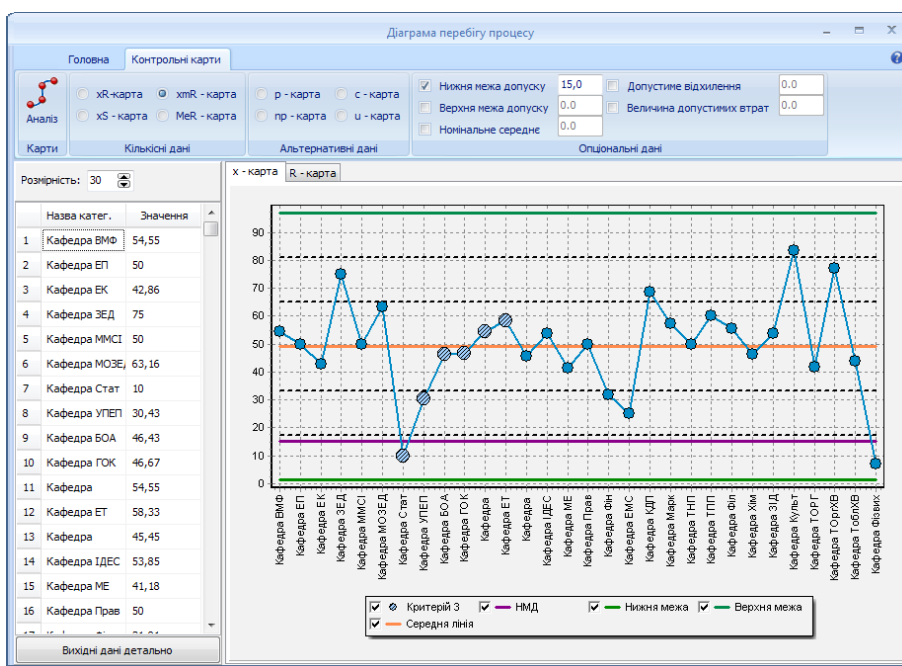 Діаграма перебігу процесу
Головна Контрольні карти
Аналіз
xR-карта xmR - карта
xS - карта MeR - карта
p - карта c - карта
np - карта u - карта
Нижня межа допуску 15,0 Допустиме відхилення 0.0
Верхня межа допуску 0.0 Величина допустимих втрат 0.0
Номінальне середнє 0.0
Карти Кількісні дані Альтернативні дані Опціональні дані
Розмірність: 30
x - карта R - карта
Назва катег. Значення
1 Кафедра ВМФ 54,55
2 Кафедра ЕП 50
3 Кафедра ЕК 42,86
4 Кафедра ЗЕД 75
5 Кафедра ММСІ 50
6 Кафедра МОЗЕ 63,16
7 Кафедра Стат 10
8 Кафедра УПЕП 30,43
9 Кафедра БОА 46,43
10 Кафедра ГОК 46,67
11 Кафедра 54,55
12 Кафедра ЕТ 58,33
13 Кафедра 45,45
14 Кафедра ІДЕС 53,85
15 Кафедра МЕ 41,18
16 Кафедра Прав 50
Вихідні дані детально
90
80
70
60
50
40
30
20
10
0
Кафедра ВМФ
Кафедра ЕП
Кафедра ЕК
Кафедра ЗЕД
Кафедра ММСІ
Кафедра МОЗЕД
Кафедра Стат
Кафедра УПЕП
Кафедра БОА
Кафедра ГОК
Кафедра
Кафедра ЕТ
Кафедра
Кафедра ІДЕС
Кафедра МЕ
Кафедра Прав
Кафедра Фін
Кафедра ЕМС
Кафедра КДП
Кафедра Марк
Кафедра ТНП
Кафедра ТПП
Кафедра Філ
Кафедра Хім
Кафедра ЗІД
Кафедра Культ
Кафедра ТОРГ
Кафедра ТОргХВ
Кафедра ТоблХВ
Кафедра Фізвих
Критерій 3 НМД Нижня межа Верхня межа
Середня лінія